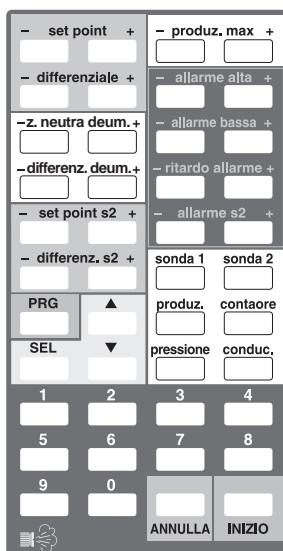 - set point +
- produz. max +
- differenziale +
- allarme alta +
-z. neutra deum.+
- allarme bassa +
-differenz. deum.+
- ritardo allarme +
- set point s2 +
- allarme s2 +
- differenz. s2 +
sonda 1 sonda 2
PRG ▲
produz. contaore
SEL ▼
pressione conduc.
1 2 3 4
5 6 7 8
9 0
ANNULLA INIZIO